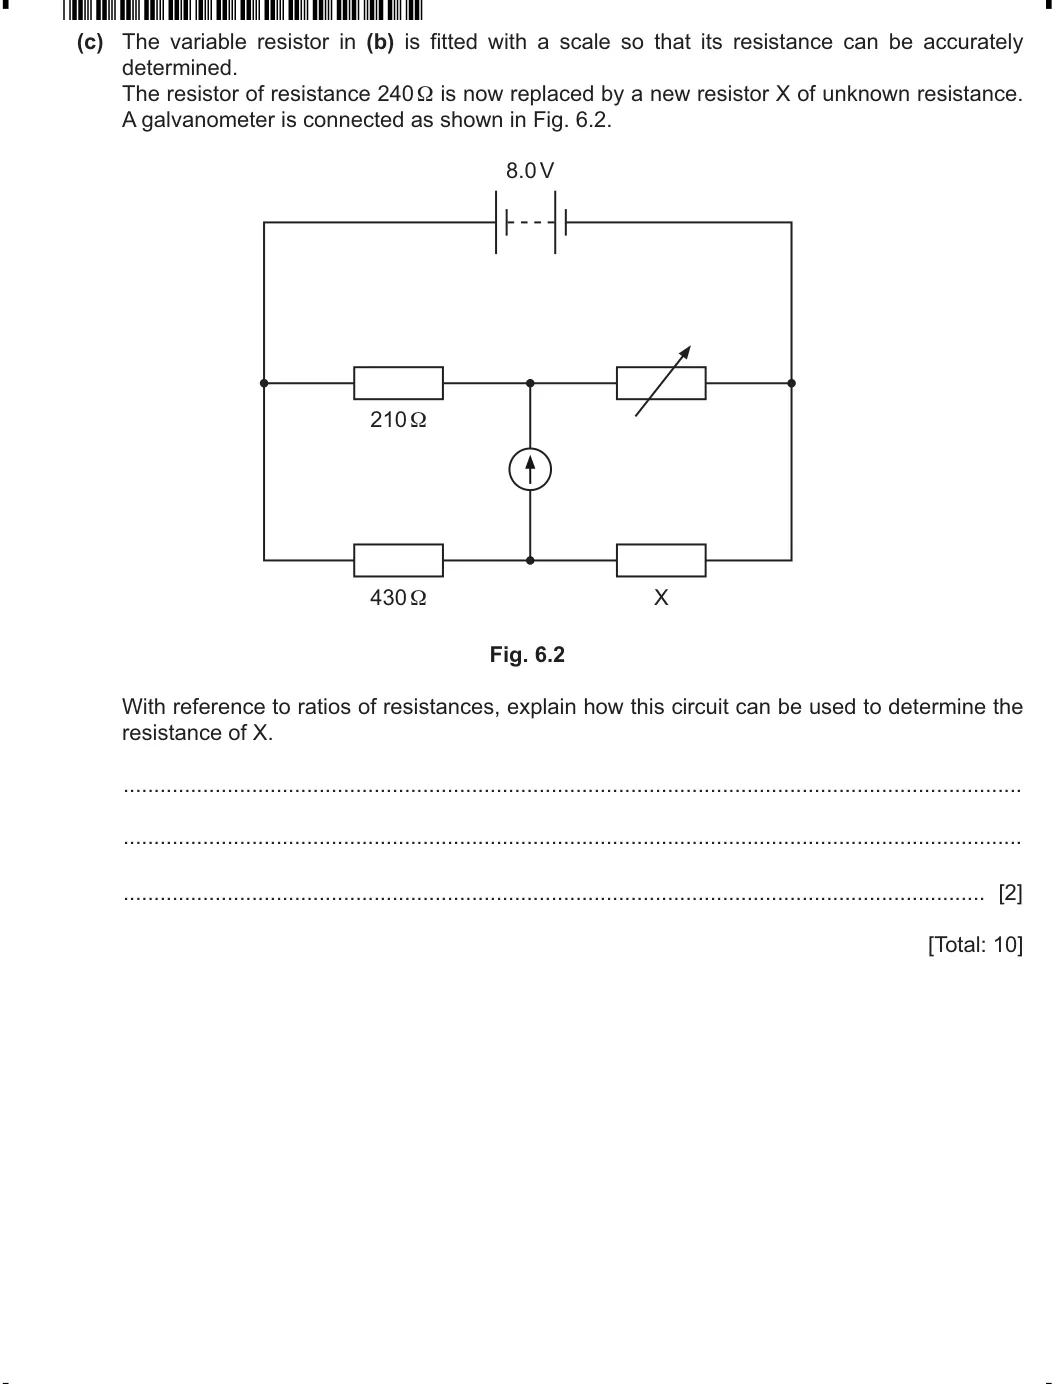 (c) The variable resistor in (b) is fitted with a scale so that its resistance can be accurately
determined.
The resistor of resistance 240 Ω is now replaced by a new resistor X of unknown resistance.
A galvanometer is connected as shown in Fig. 6.2.
8.0 V
210 Ω
430 Ω X
Fig. 6.2
With reference to ratios of resistances, explain how this circuit can be used to determine the
resistance of X.
...................................................................................................................................................
...................................................................................................................................................
............................................................................................................................................. [2]
[Total: 10]